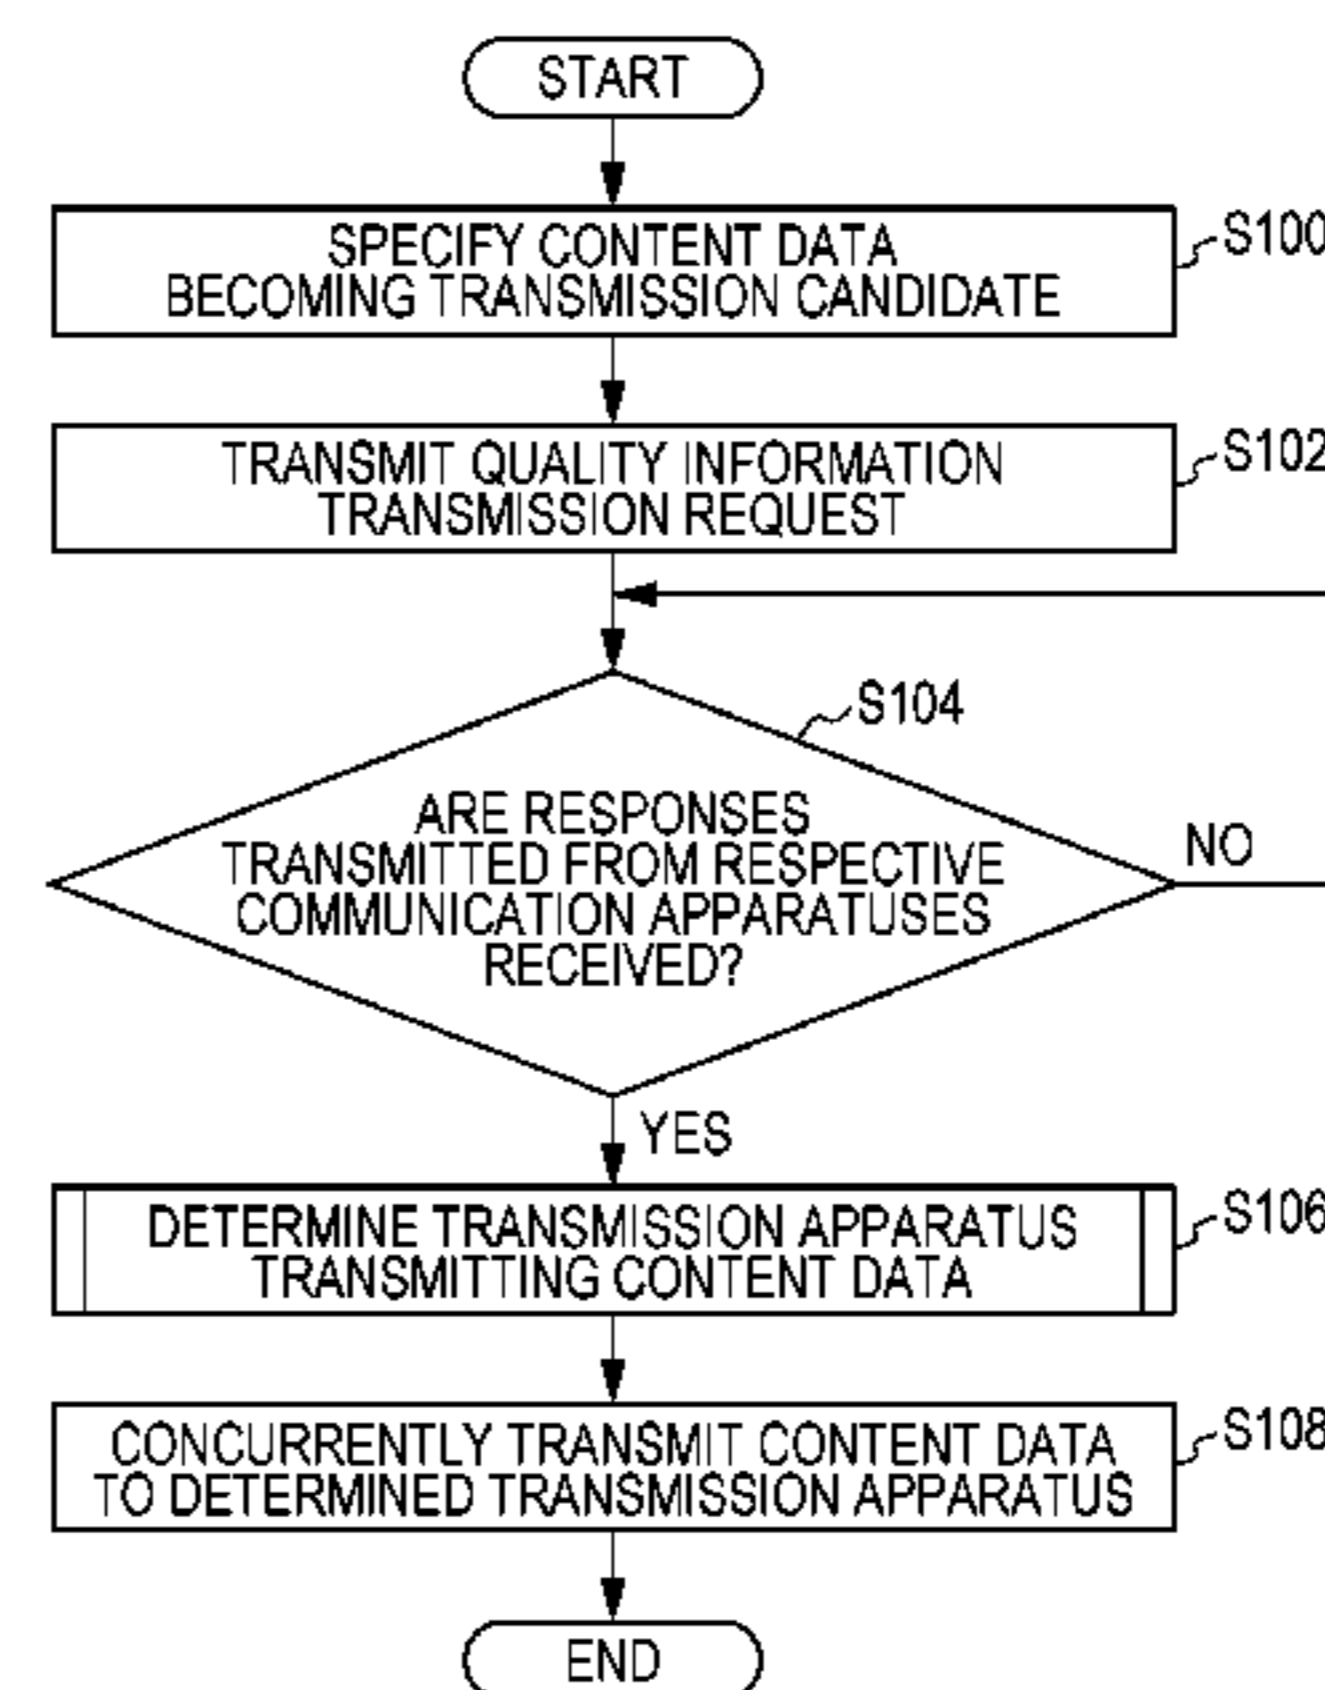 START
SPECIFY CONTENT DATA
BECOMING TRANSMISSION CANDIDATE
S100
TRANSMIT QUALITY INFORMATION
TRANSMISSION REQUEST
S102
S104
ARE RESPONSES
TRANSMITTED FROM RESPECTIVE
COMMUNICATION APPARATUSES
RECEIVED?
NO
YES
DETERMINE TRANSMISSION APPARATUS
TRANSMITTING CONTENT DATA
S106
CONCURRENTLY TRANSMIT CONTENT DATA
TO DETERMINED TRANSMISSION APPARATUS
S108
END